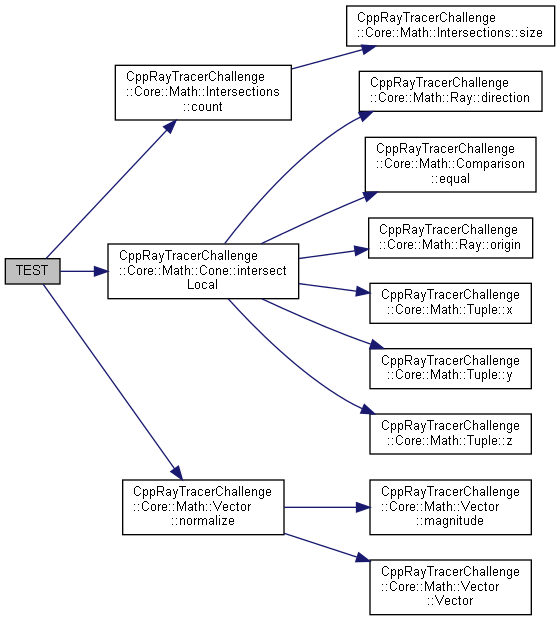 CppRayTracerChallenge
::Core::Math::Intersections::size
CppRayTracerChallenge
::Core::Math::Intersections
::count
CppRayTracerChallenge
::Core::Math::Ray::direction
CppRayTracerChallenge
::Core::Math::Comparison
::equal
CppRayTracerChallenge
::Core::Math::Ray::origin
TEST
CppRayTracerChallenge
::Core::Math::Cone::intersect
Local
CppRayTracerChallenge
::Core::Math::Tuple::x
CppRayTracerChallenge
::Core::Math::Tuple::y
CppRayTracerChallenge
::Core::Math::Tuple::z
CppRayTracerChallenge
::Core::Math::Vector
::normalize
CppRayTracerChallenge
::Core::Math::Vector
::magnitude
CppRayTracerChallenge
::Core::Math::Vector
::Vector